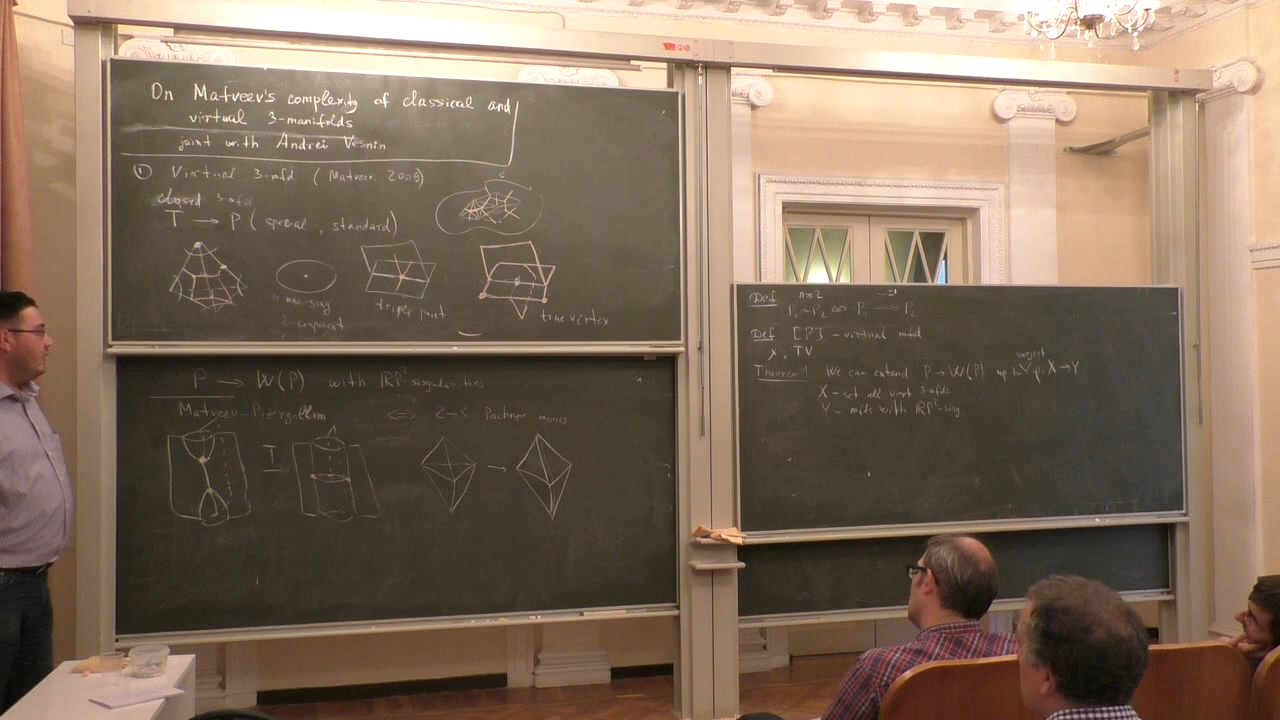 On Matveev's complexity of classical and
virtual 3-manifolds
joint with Andrei Vesnin
① Virtual 3-mfd (Matveev 2009)
closed 3-mfd
T → P (special, standard)
non-sing
2-component
triple point
true vertex
P → W(P) with RP² singularities
Matveev-Piergallini ⇔ 2→3 Pachner moves
T
Def n≥2
P₁ ~ P₂ ⇔ P₁ → P₂
Def [P] - virtual mfd
χ, TV
Theorem We can extend P → W(P) up to surject. φ: X → Y
X - set all virt 3-mfds
Y - mfds with RP²-sing